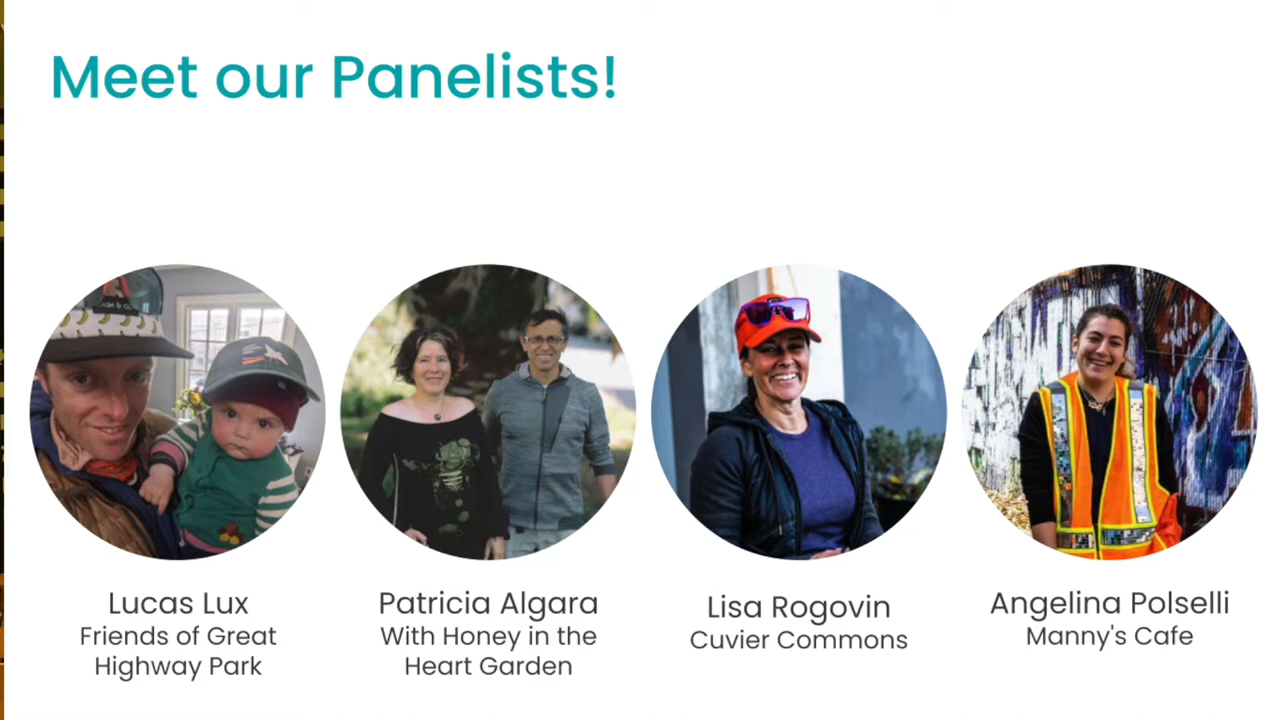 Meet our Panelists!
Lucas Lux
Friends of Great
Highway Park
Patricia Algara
With Honey in the
Heart Garden
Lisa Rogovin
Cuvier Commons
Angelina Polselli
Manny's Cafe